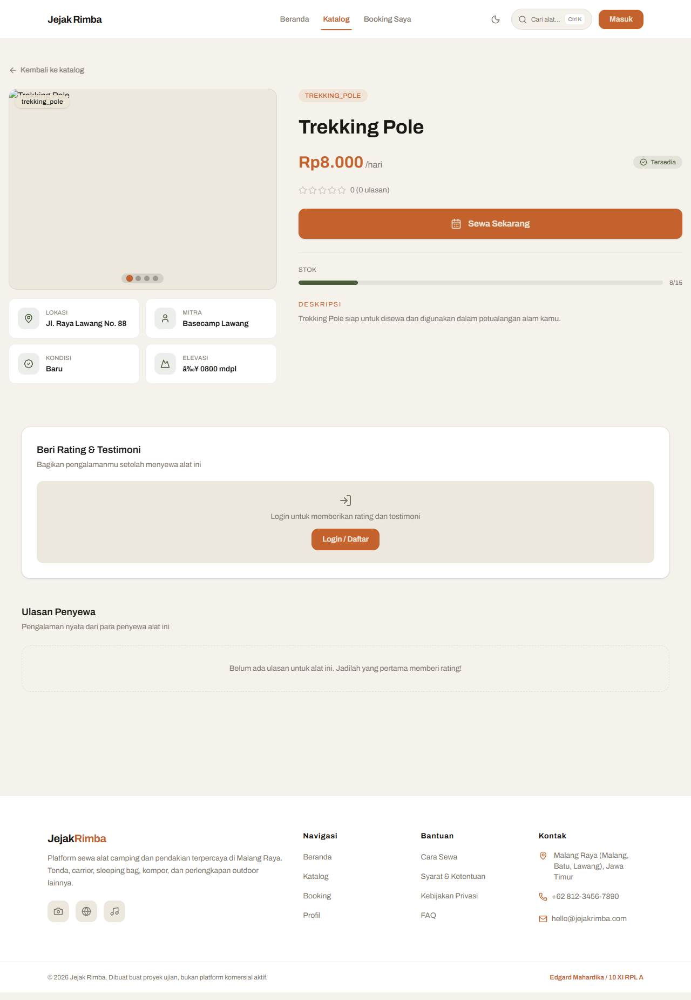 Jejak Rimba
Beranda
Katalog
Booking Saya
Cari alat...
Ctrl K
Masuk
Kembali ke katalog
Trekking Pole
trekking_pole
LOKASI
Jl. Raya Lawang No. 88
MITRA
Basecamp Lawang
KONDISI
Baru
ELEVASI
â‰¥ 0800 mdpl
TREKKING_POLE
Trekking Pole
Rp8.000 /hari
Tersedia
0 (0 ulasan)
Sewa Sekarang
STOK
8/15
DESKRIPSI
Trekking Pole siap untuk disewa dan digunakan dalam petualangan alam kamu.
Beri Rating & Testimoni
Bagikan pengalamanmu setelah menyewa alat ini
Login untuk memberikan rating dan testimoni
Login / Daftar
Ulasan Penyewa
Pengalaman nyata dari para penyewa alat ini
Belum ada ulasan untuk alat ini. Jadilah yang pertama memberi rating!
JejakRimba
Platform sewa alat camping dan pendakian terpercaya di Malang Raya.
Tenda, carrier, sleeping bag, kompor, dan perlengkapan outdoor
lainnya.
Navigasi
Beranda
Katalog
Booking
Profil
Bantuan
Cara Sewa
Syarat & Ketentuan
Kebijakan Privasi
FAQ
Kontak
Malang Raya (Malang,
Batu, Lawang), Jawa
Timur
+62 812-3456-7890
hello@jejakrimba.com
© 2026 Jejak Rimba. Dibuat buat proyek ujian, bukan platform komersial aktif.
Edgard Mahardika / 10 XI RPL A